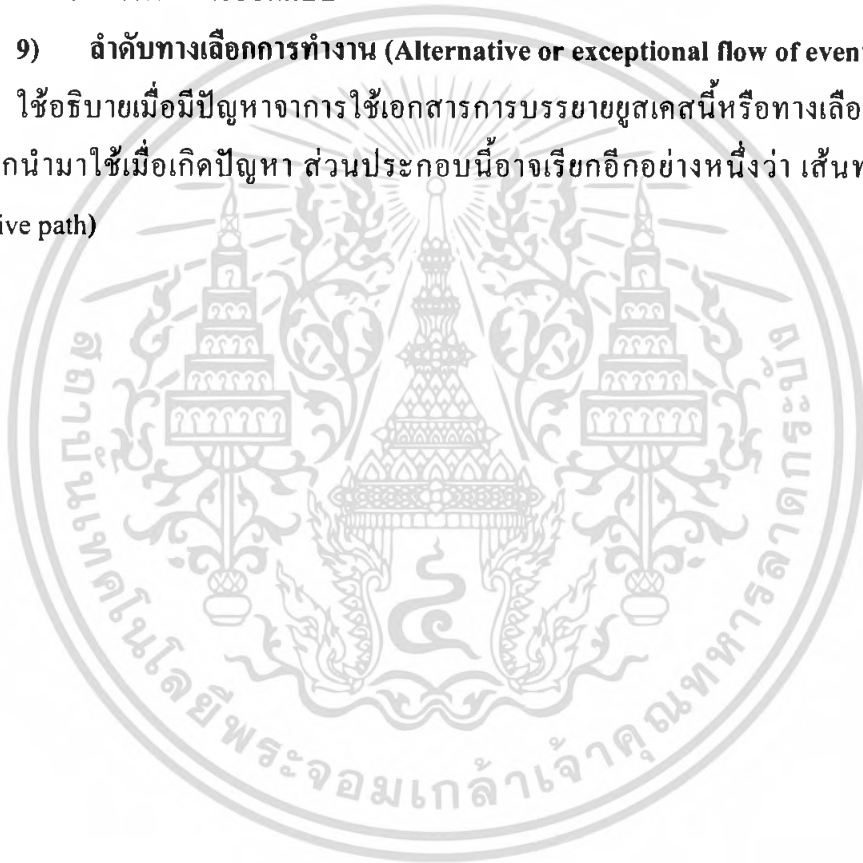 9) ลำดับทางเลือกการทำงาน (Alternative or exceptional flow of even
ใช้อธิบายเมื่อมีปัญหาจากการใช้เอกสารการบรรยายยูสเคสนี้หรือทางเลือ
กนำมาใช้เมื่อเกิดปัญหา ส่วนประกอบนี้อาจเรียกอีกอย่างหนึ่งว่า เส้นท
ive path)
สถาบันเทคโนโลยีพระจอมเกล้าเจ้าคุณทหารลาดกระบัง